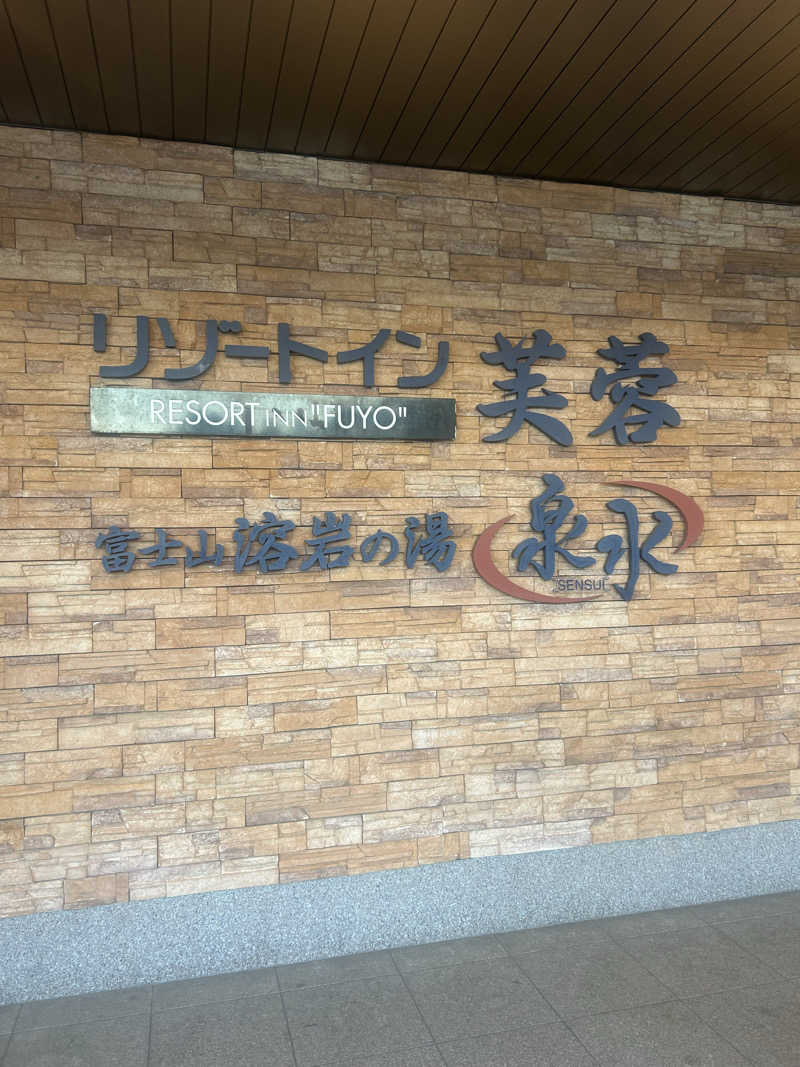 リゾートイン 芙蓉
RESORT INN "FUYO"
富士山溶岩の湯 泉水
SENSUI